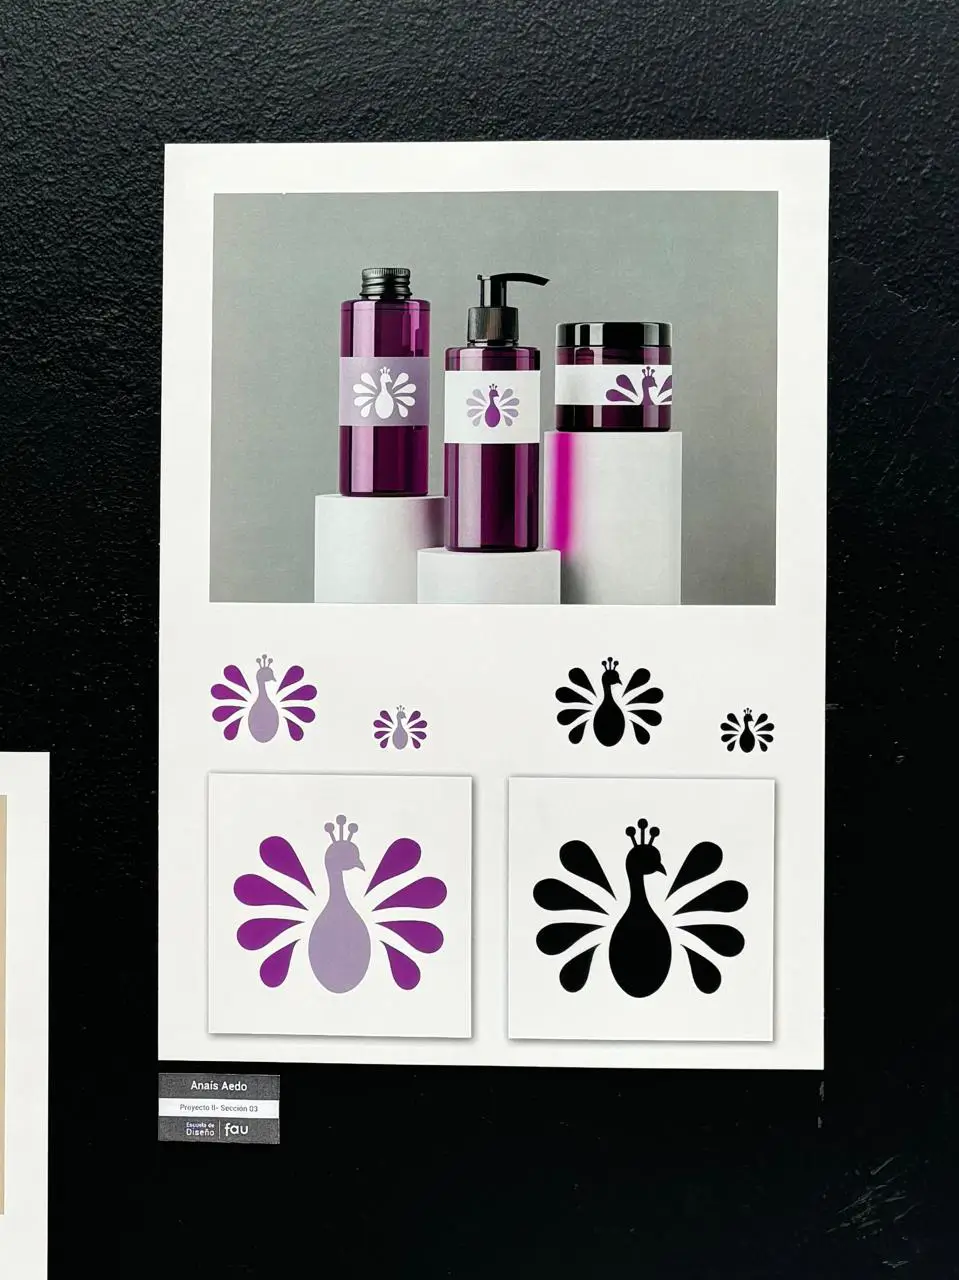 Anaís Aedo
Proyecto II- Sección 03
Escuela de
Diseño
fau